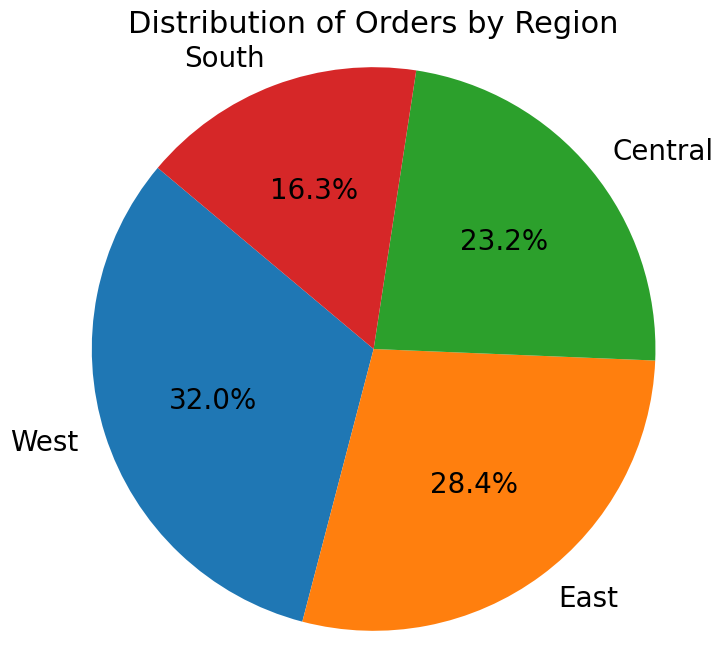 Distribution of Orders by Region
South
Central
16.3%
23.2%
32.0%
West
28.4%
East